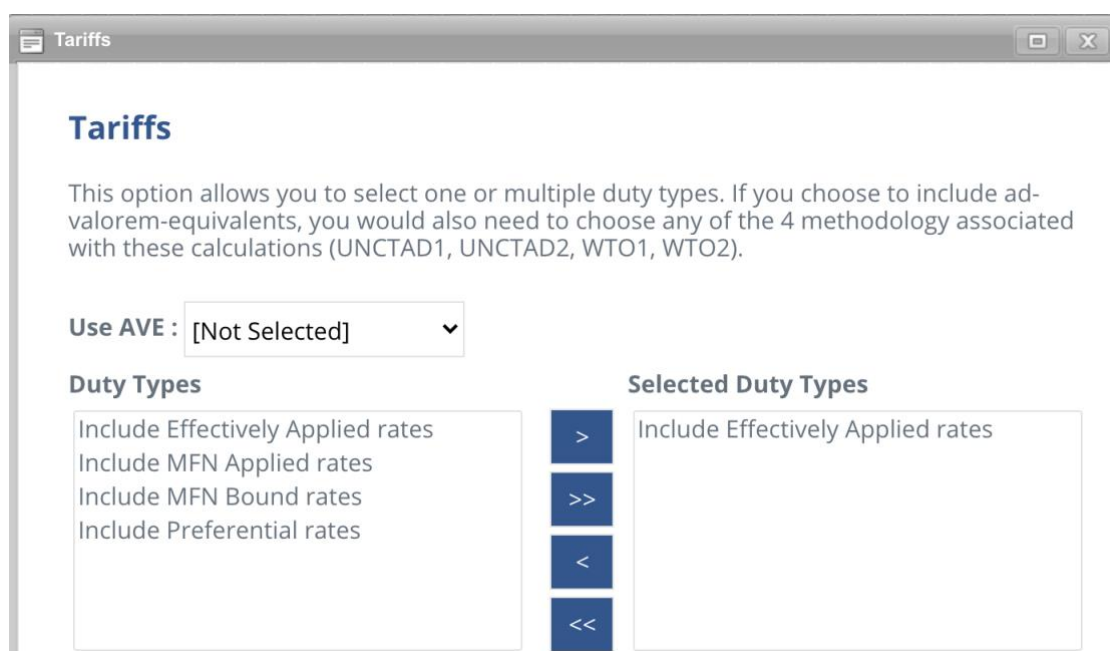 Tariffs
Tariffs
This option allows you to select one or multiple duty types. If you choose to include ad-
valorem-equivalents, you would also need to choose any of the 4 methodology associated
with these calculations (UNCTAD1, UNCTAD2, WTO1, WTO2).
Use AVE : [Not Selected]
Duty Types Selected Duty Types
Include Effectively Applied rates > Include Effectively Applied rates
Include MFN Applied rates
Include MFN Bound rates >>
Include Preferential rates
<
<<